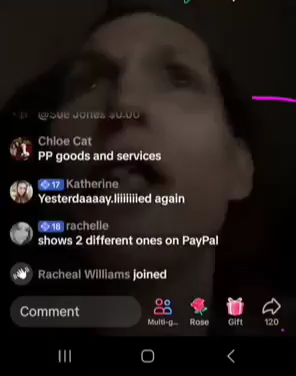 @Sue Jones $0.00
Chloe Cat
PP goods and services
17 Katherine
Yesterdaaaay.liiiiiiied again
18 rachelle
shows 2 different ones on PayPal
Racheal Williams joined
Comment
Multi-g...
Rose
Gift
120